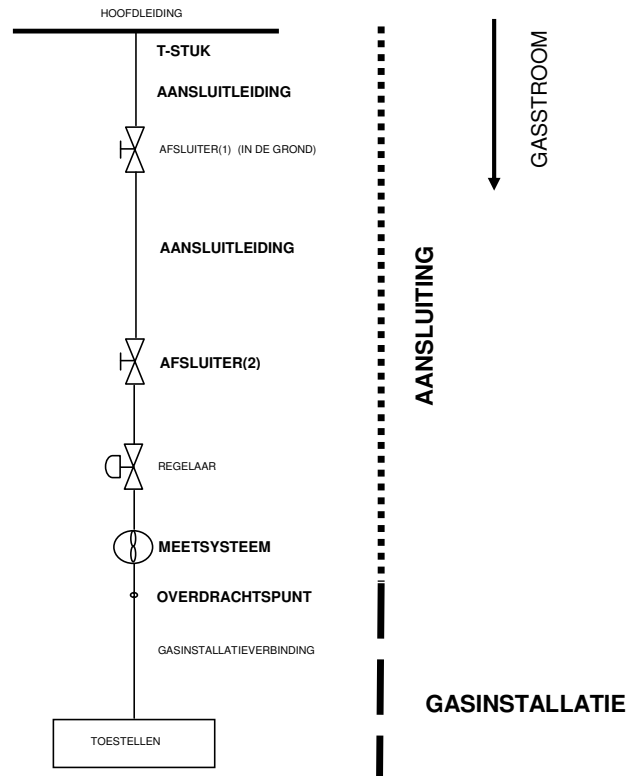 HOOFDLEIDING
T-STUK
AANSLUITLEIDING
AFSLUITER(1) (IN DE GROND)
AANSLUITLEIDING
AFSLUITER(2)
REGELAAR
MEETSYSTEEM
OVERDRACHTSPUNT
GASINSTALLATIEVERBINDING
TOESTELLEN
GASSTROOM
AANSLUITING
GASINSTALLATIE